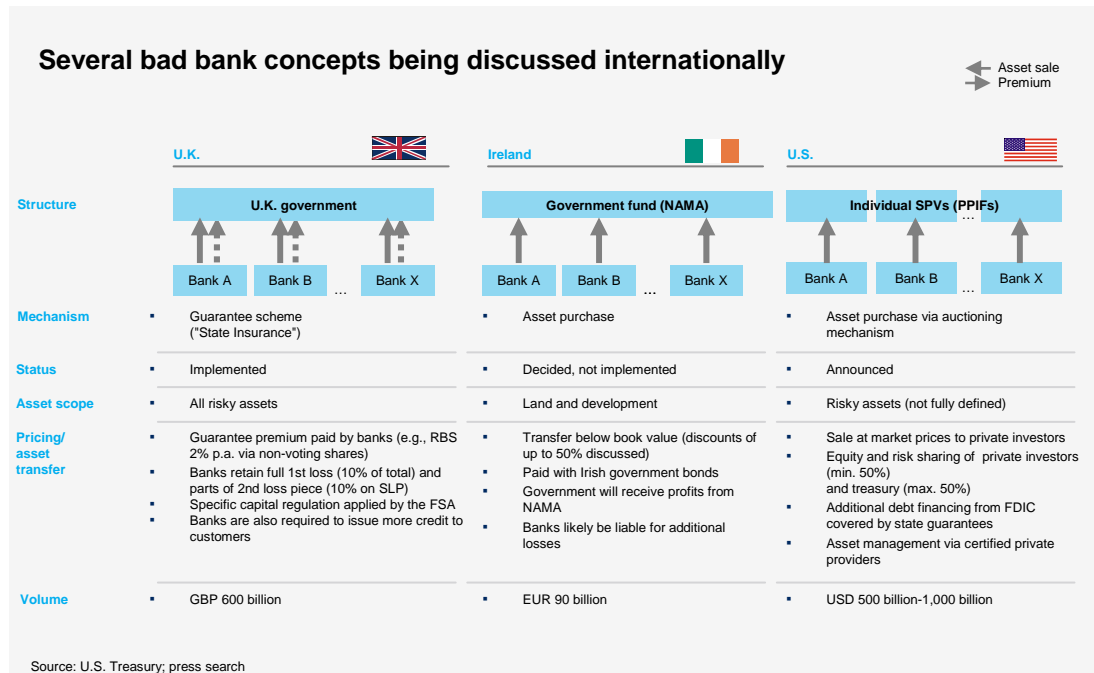 Several bad bank concepts being discussed internationally
Asset sale
Premium
U.K.
Ireland
U.S.
Structure
U.K. government
Government fund (NAMA)
Individual SPVs (PPIFs)
...
Bank A
Bank B
...
Bank X
Bank A
Bank B
...
Bank X
Bank A
Bank B
...
Bank X
Mechanism
▪ Guarantee scheme
("State Insurance")
▪ Asset purchase
▪ Asset purchase via auctioning
mechanism
Status
▪ Implemented
▪ Decided, not implemented
▪ Announced
Asset scope
▪ All risky assets
▪ Land and development
▪ Risky assets (not fully defined)
Pricing/
asset
transfer
▪ Guarantee premium paid by banks (e.g., RBS
2% p.a. via non-voting shares)
▪ Banks retain full 1st loss (10% of total) and
parts of 2nd loss piece (10% on SLP)
▪ Specific capital regulation applied by the FSA
▪ Banks are also required to issue more credit to
customers
▪ Transfer below book value (discounts of
up to 50% discussed)
▪ Paid with Irish government bonds
▪ Government will receive profits from
NAMA
▪ Banks likely be liable for additional
losses
▪ Sale at market prices to private investors
▪ Equity and risk sharing of private investors
(min. 50%)
and treasury (max. 50%)
▪ Additional debt financing from FDIC
covered by state guarantees
▪ Asset management via certified private
providers
Volume
▪ GBP 600 billion
▪ EUR 90 billion
▪ USD 500 billion-1,000 billion
Source: U.S. Treasury; press search